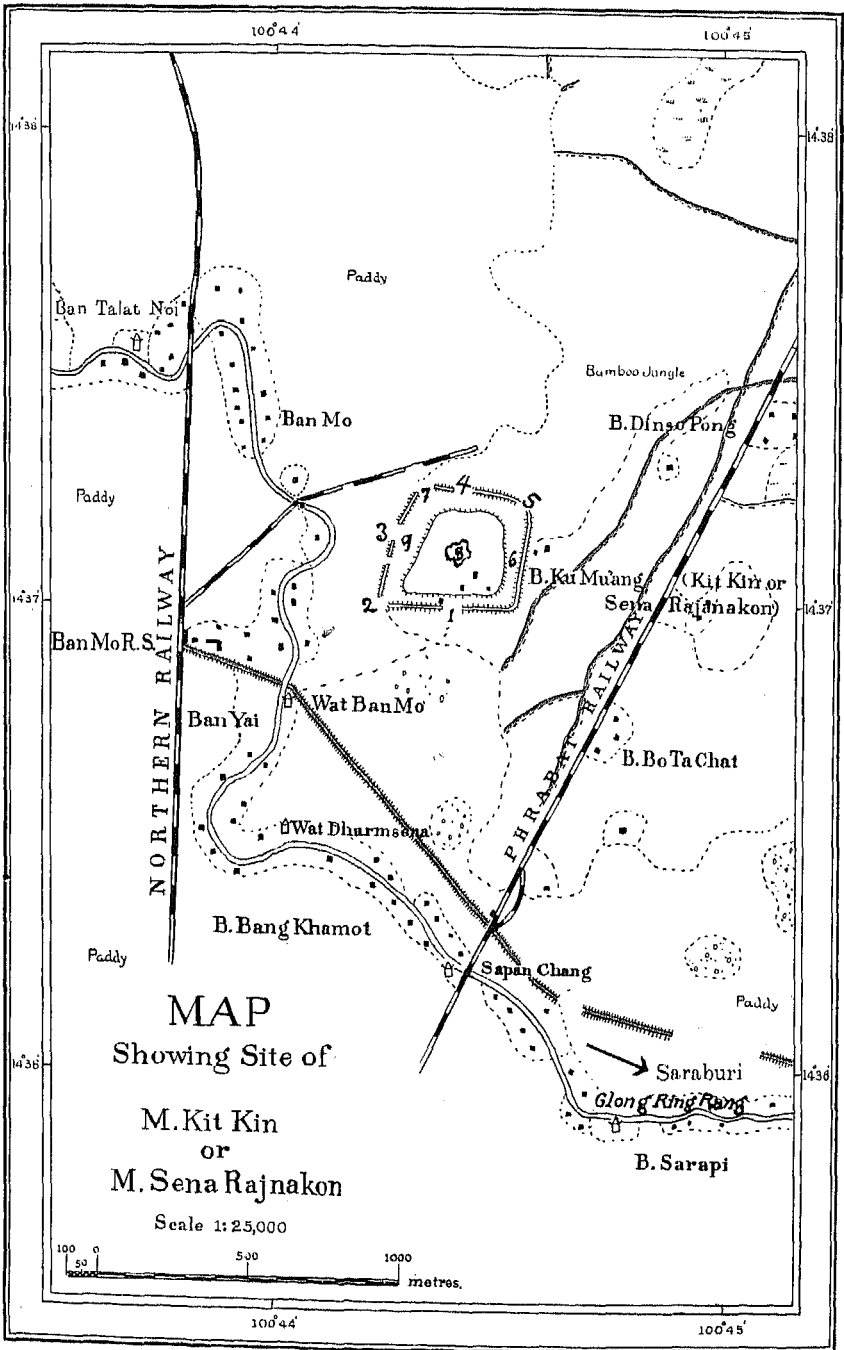 100°44'
100°45'
14°38'
14°38'
Paddy
Ban Talat Noi
Bumboo Jungle
Ban Mo
B. Dinso Pong
Paddy
7 4 5
3 9 8 6
2 1
B. Ku Mu'ang (Kit Kin or
Sena Rajanakon)
14°37'
14°37'
Ban Mo R.S.
NORTHERN RAILWAY
Wat Ban Mo
Ban Yai
PHRABAT RAILWAY
B. Bo Ta Chat
Wat Dharmsena
B. Bang Khamot
Paddy
Sapan Chang
Paddy
MAP
Showing Site of
M. Kit Kin
or
M. Sena Rajnakon
Scale 1:25,000
100 50 0 500 1000
metres.
14°36'
14°36'
Saraburi
Glong Ring Rang
B. Sarapi
100°44'
100°45'